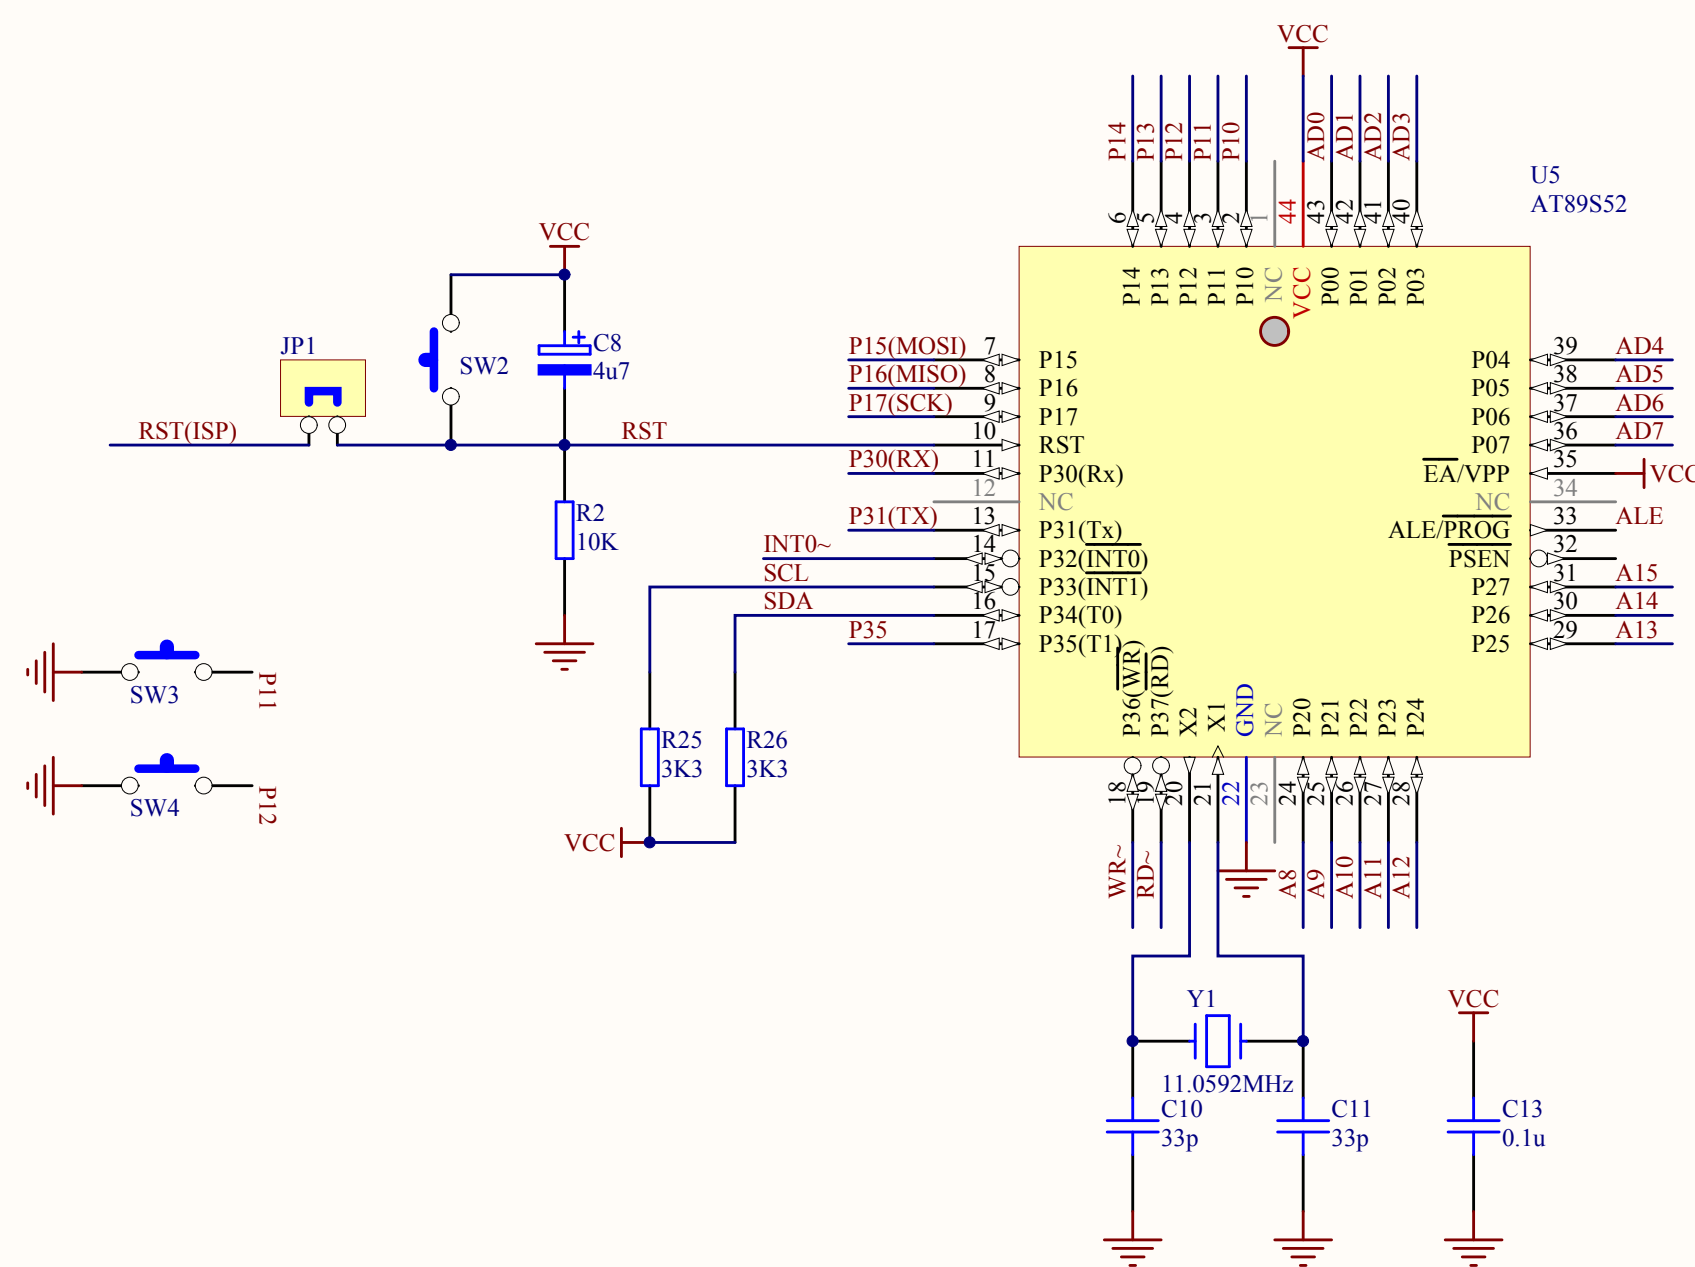 VCC
P14
P13
P12
P11
P10
AD0
AD1
AD2
AD3
6
5
4
3
2
1
44
43
42
41
40
U5
AT89S52
P14
P13
P12
P11
P10
NC
VCC
P00
P01
P02
P03
VCC
C8
4u7
SW2
JP1
RST(ISP)
RST
R2
10K
P15(MOSI) 7 P15
P16(MISO) 8 P16
P17(SCK) 9 P17
10 RST
P30(RX) 11 P30(Rx)
12 NC
P31(TX) 13 P31(Tx)
INT0~ 14 P32(INT0)
SCL 15 P33(INT1)
SDA 16 P34(T0)
P35 17 P35(T1)
P04 39 AD4
P05 38 AD5
P06 37 AD6
P07 36 AD7
EA/VPP 35 VCC
NC 34
ALE/PROG 33 ALE
PSEN 32
P27 31 A15
P26 30 A14
P25 29 A13
P36(WR)
P37(RD)
X2
X1
GND
NC
P20
P21
P22
P23
P24
18
19
20
21
22
23
24
25
26
27
28
WR~
RD~
A8
A9
A10
A11
A12
SW3
P11
SW4
P12
R25
3K3
R26
3K3
VCC
Y1
11.0592MHz
C10
33p
C11
33p
VCC
C13
0.1u